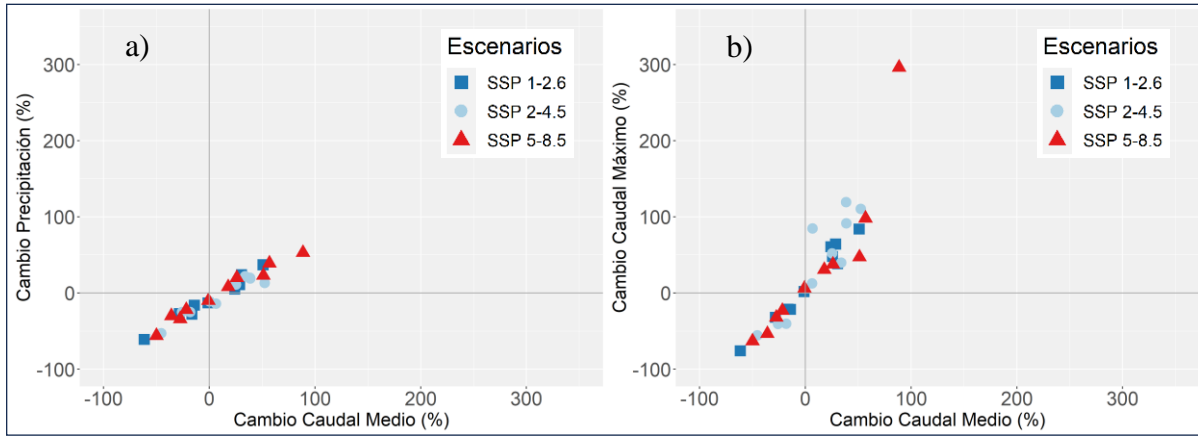 a)
Escenarios
SSP 1-2.6
SSP 2-4.5
SSP 5-8.5
Cambio Precipitación (%)
300
200
100
0
-100
-100 0 100 200 300
Cambio Caudal Medio (%)
b)
Escenarios
SSP 1-2.6
SSP 2-4.5
SSP 5-8.5
Cambio Caudal Máximo (%)
300
200
100
0
-100
-100 0 100 200 300
Cambio Caudal Medio (%)